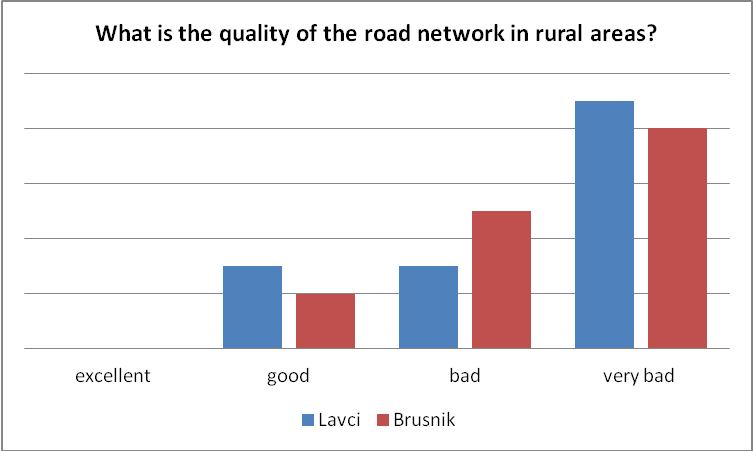 What is the quality of the road network in rural areas?
excellent good bad very bad
Lavci Brusnik